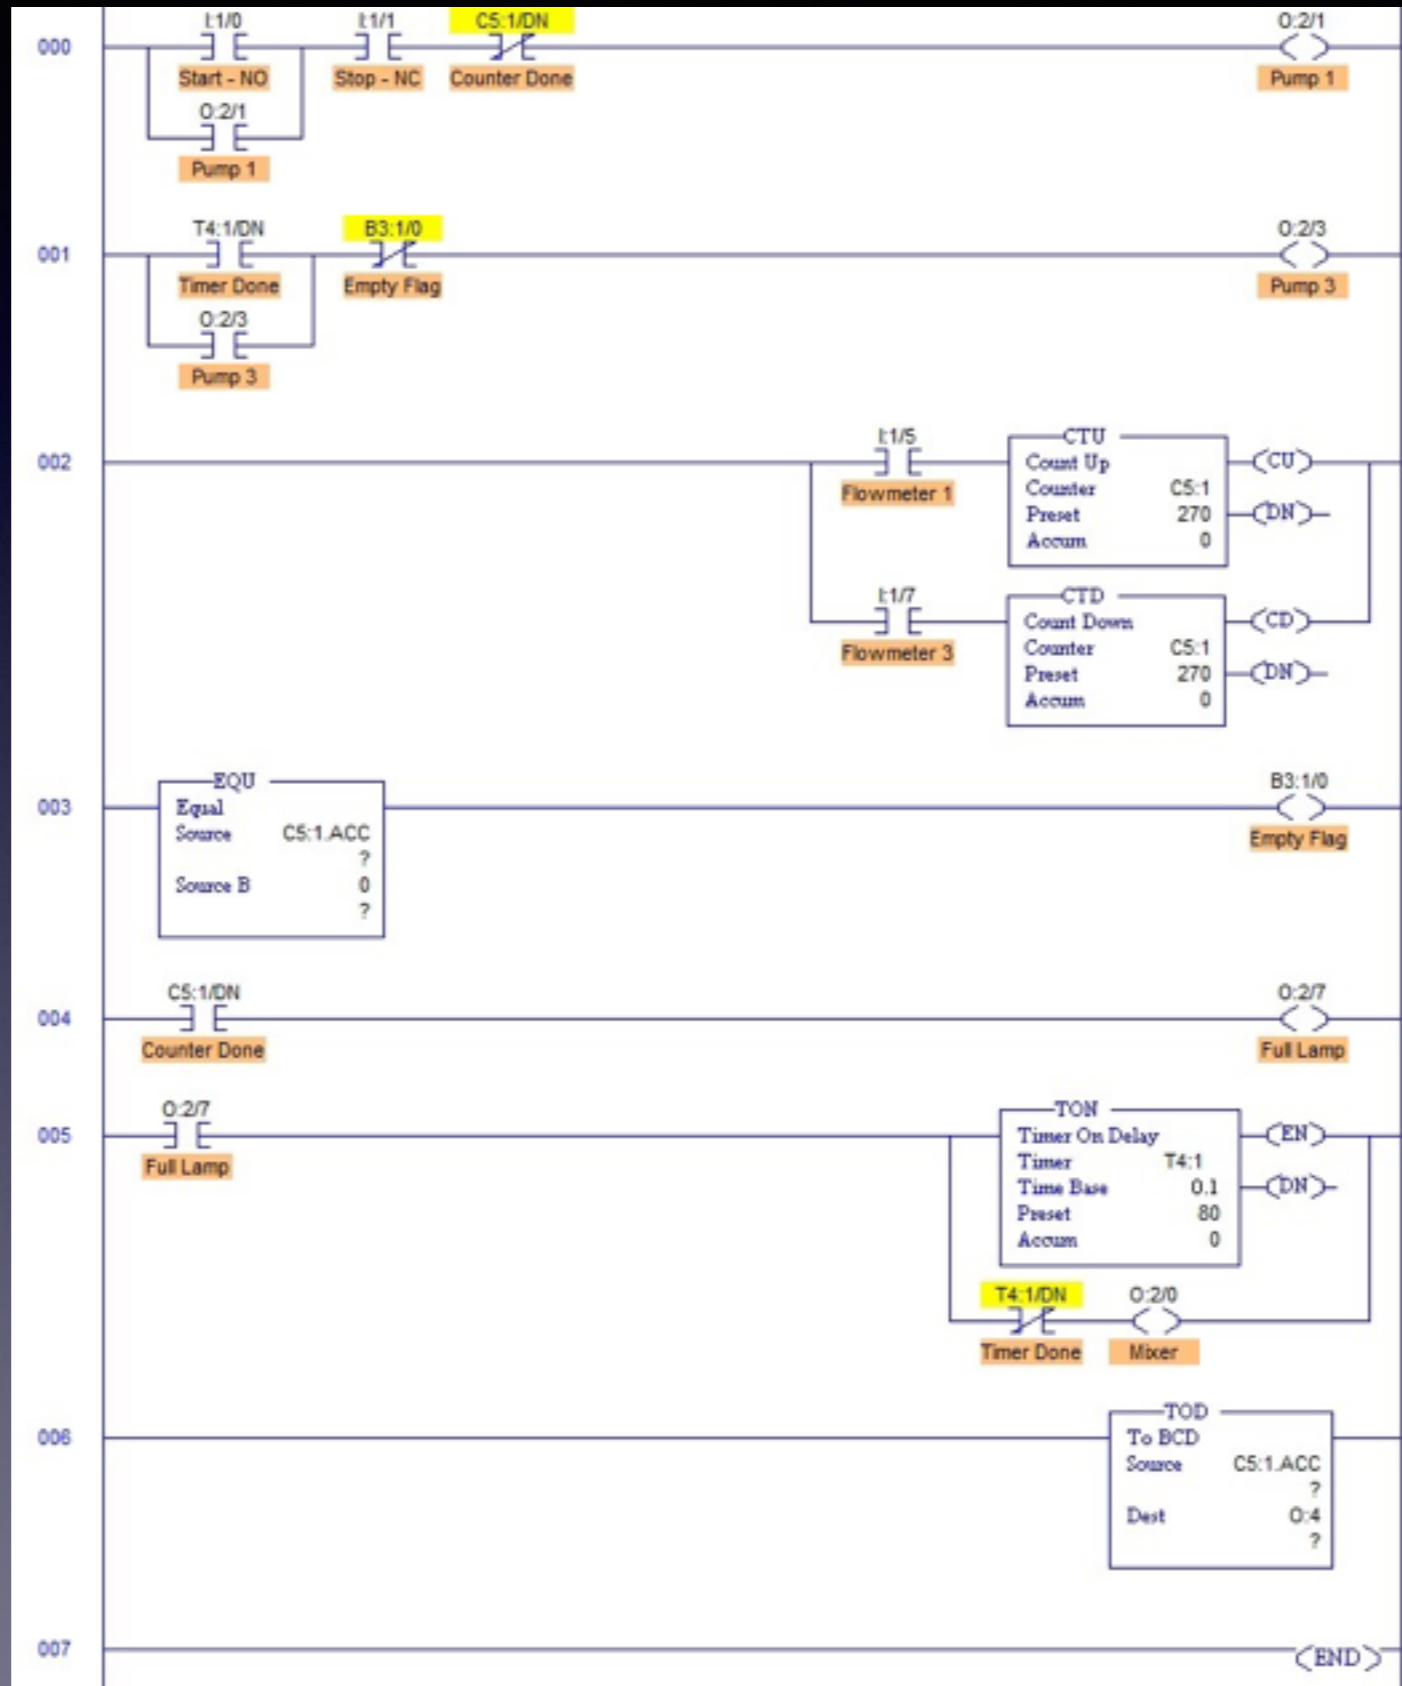 I:1/0 I:1/1 C5:1/DN O:2/1
000
Start - NO Stop - NC Counter Done Pump 1
O:2/1
Pump 1
T4:1/DN B3:1/0 O:2/3
001
Timer Done Empty Flag Pump 3
O:2/3
Pump 3
I:1/5 CTU
002 Count Up CU
Flowmeter 1 Counter C5:1
Preset 270 DN
Accum 0
I:1/7 CTD
Count Down CD
Flowmeter 3 Counter C5:1
Preset 270 DN
Accum 0
EQU B3:1/0
003 Equal
Source C5:1.ACC Empty Flag
?
Source B 0
?
C5:1/DN O:2/7
004
Counter Done Full Lamp
O:2/7 TON
005 Timer On Delay EN
Full Lamp Timer T4:1
Time Base 0.1 DN
Preset 80
Accum 0
T4:1/DN O:2/0
Timer Done Mixer
TOD
006 To BCD
Source C5:1.ACC
?
Dest O:4
?
007 END